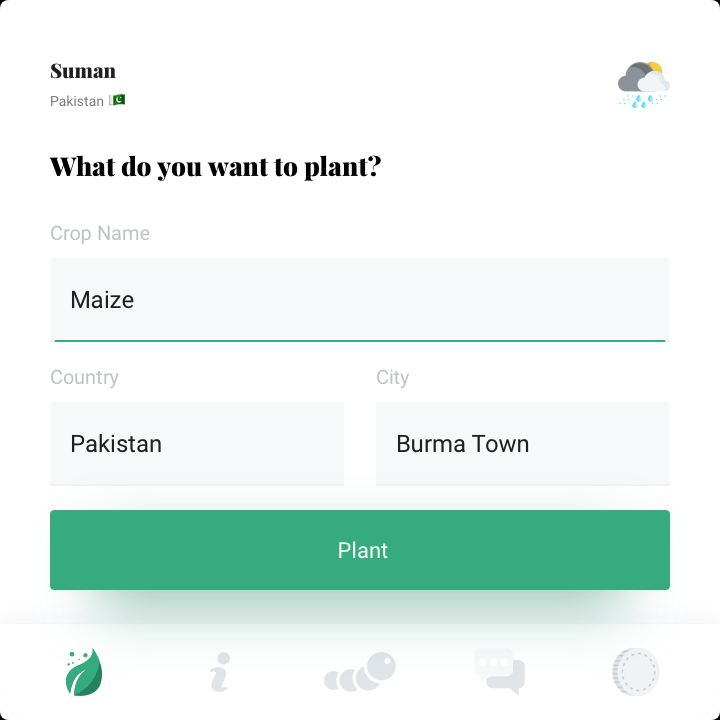 Suman
Pakistan 🇵🇰
What do you want to plant?
Crop Name
Maize
Country
City
Pakistan
Burma Town
Plant